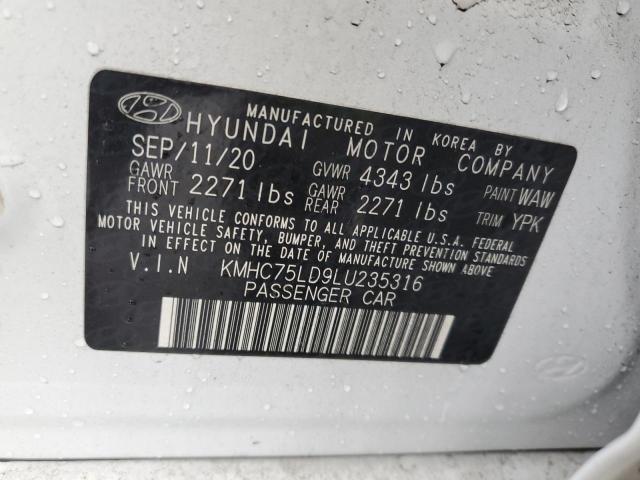 MANUFACTURED IN KOREA BY
HYUNDAI MOTOR COMPANY
SEP/11/20 GVWR 4343 lbs PAINT WAW
GAWR FRONT 2271 lbs GAWR REAR 2271 lbs TRIM YPK
THIS VEHICLE CONFORMS TO ALL APPLICABLE U.S.A. FEDERAL
MOTOR VEHICLE SAFETY, BUMPER, AND THEFT PREVENTION STANDARDS
IN EFFECT ON THE DATE OF MANUFACTURE SHOWN ABOVE.
V.I.N KMHC75LD9LU235316
PASSENGER CAR